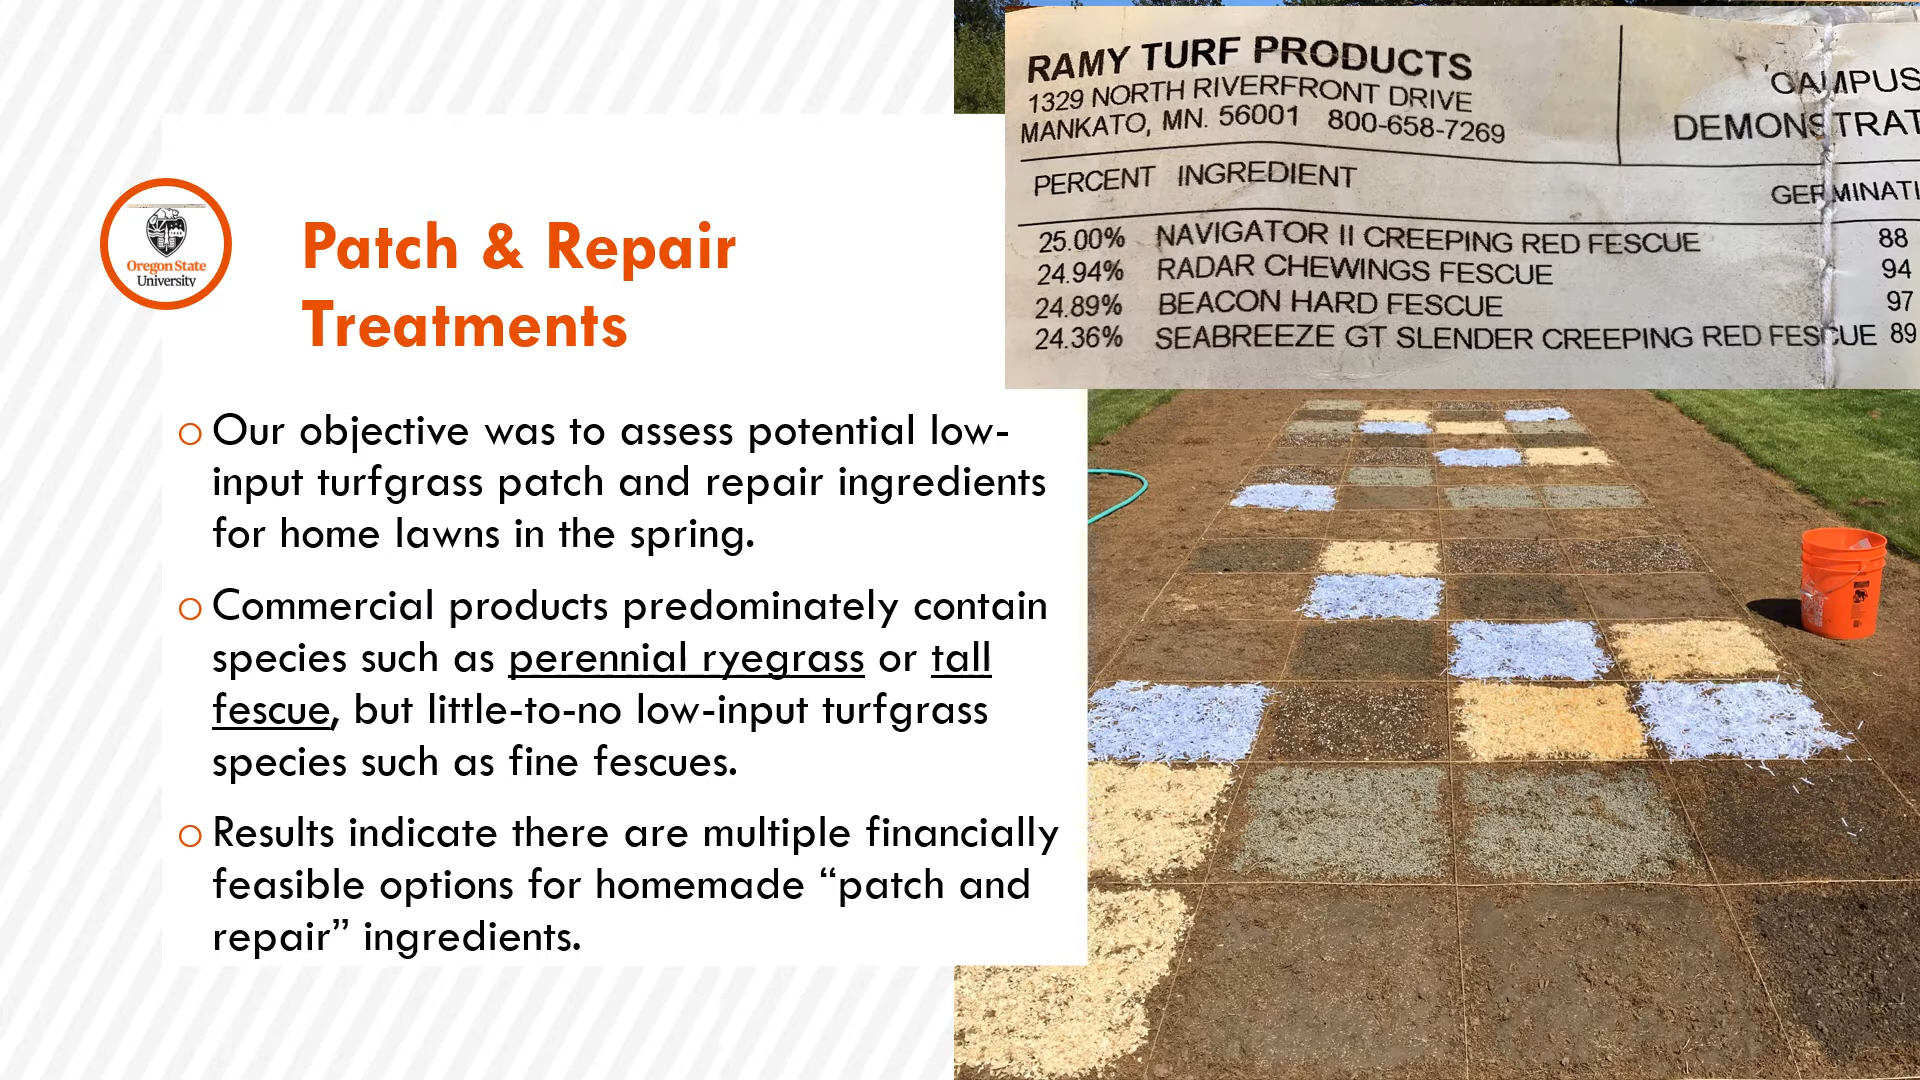 Oregon State
University
Patch & Repair
Treatments
Our objective was to assess potential low-
input turfgrass patch and repair ingredients
for home lawns in the spring.
Commercial products predominately contain
species such as perennial ryegrass or tall
fescue, but little-to-no low-input turfgrass
species such as fine fescues.
Results indicate there are multiple financially
feasible options for homemade “patch and
repair” ingredients.
RAMY TURF PRODUCTS
1329 NORTH RIVERFRONT DRIVE
MANKATO, MN. 56001 800-658-7269
'CAMPUS
DEMONSTRAT
PERCENT INGREDIENT GERMINATI
25.00% NAVIGATOR II CREEPING RED FESCUE 88
24.94% RADAR CHEWINGS FESCUE 94
24.89% BEACON HARD FESCUE 97
24.36% SEABREEZE GT SLENDER CREEPING RED FESCUE 89